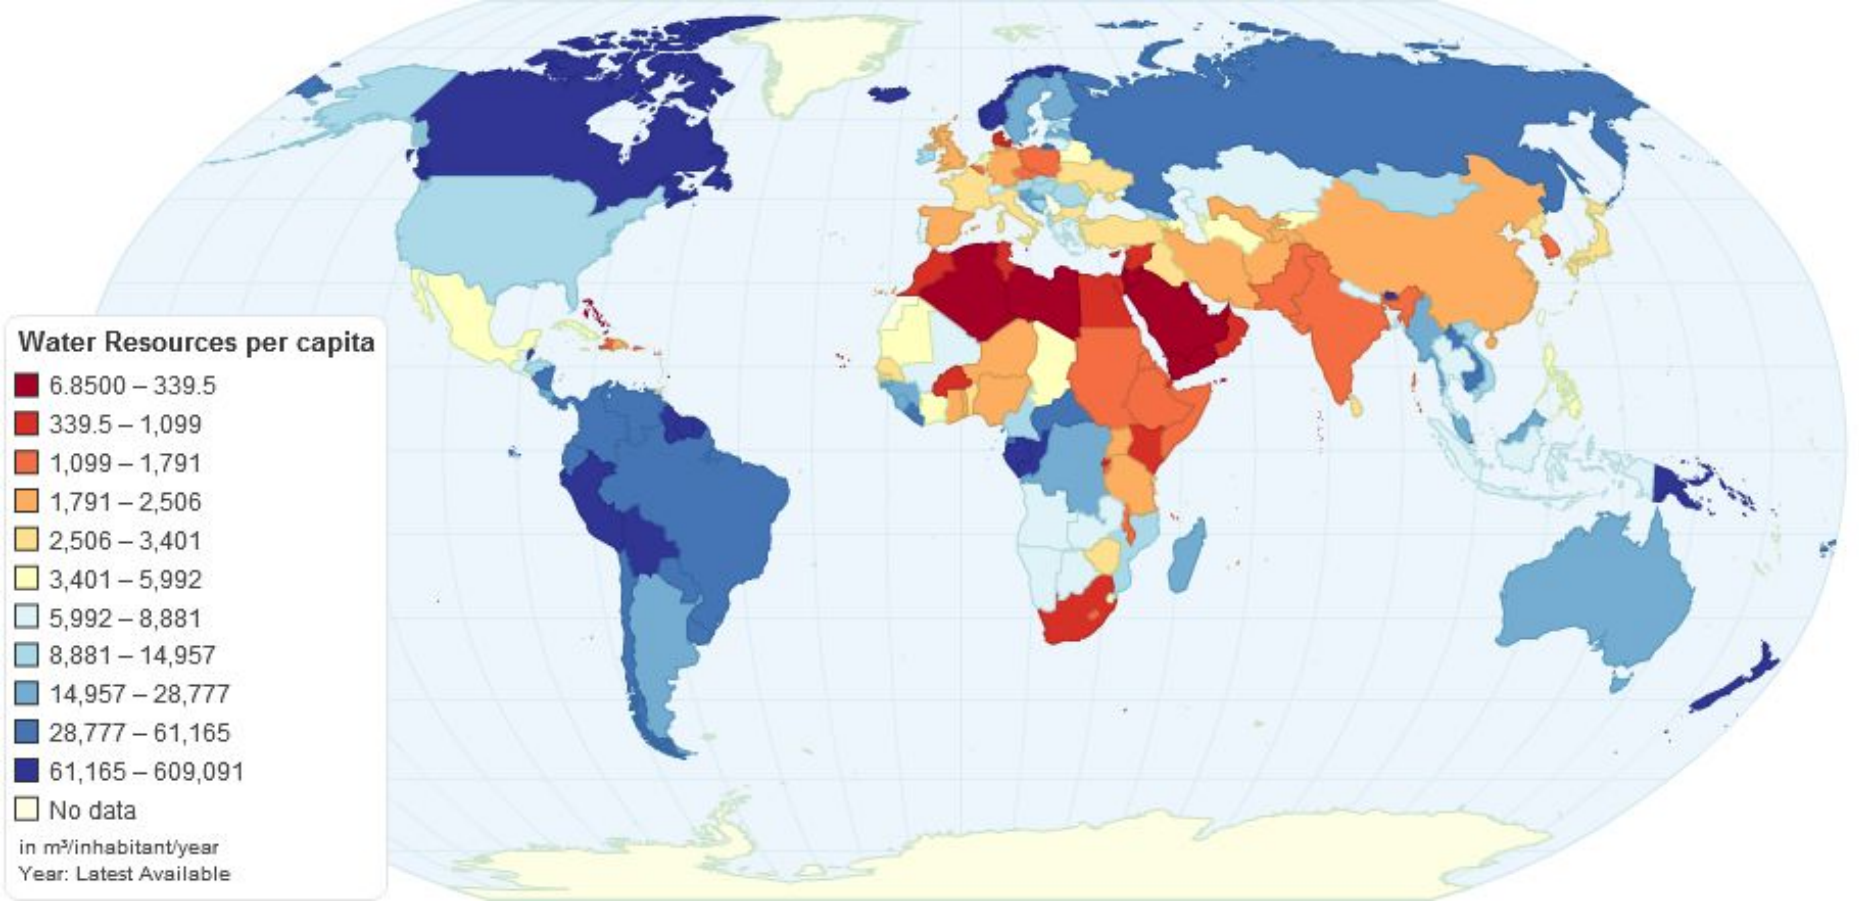 Water Resources per capita
6.8500 – 339.5
339.5 – 1,099
1,099 – 1,791
1,791 – 2,506
2,506 – 3,401
3,401 – 5,992
5,992 – 8,881
8,881 – 14,957
14,957 – 28,777
28,777 – 61,165
61,165 – 609,091
No data
in m³/inhabitant/year
Year: Latest Available